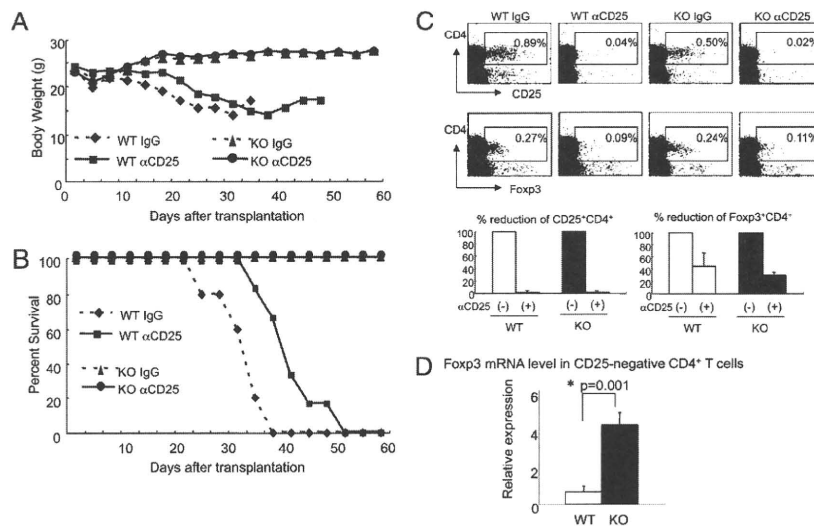 A
Body Weight (g)
30
25
20
15
10
0
WT IgG
WT αCD25
KO IgG
KO αCD25
0 10 20 30 40 50 60
Days after transplantation
B
Percent Survival
100
80
60
40
20
0
WT IgG
WT αCD25
KO IgG
KO αCD25
0 10 20 30 40 50 60
Days after transplantation
C
WT IgG WT αCD25 KO IgG KO αCD25
CD4
0.89% 0.04% 0.50% 0.02%
CD25
CD4
0.27% 0.09% 0.24% 0.11%
Foxp3
% reduction of CD25+CD4+
100
80
60
40
20
0
αCD25 (-) (+) (-) (+)
WT KO
% reduction of Foxp3+CD4+
100
80
60
40
20
0
αCD25 (-) (+) (-) (+)
WT KO
D Foxp3 mRNA level in CD25-negative CD4+ T cells
Relative expression
6
4
2
0
* p=0.001
WT KO